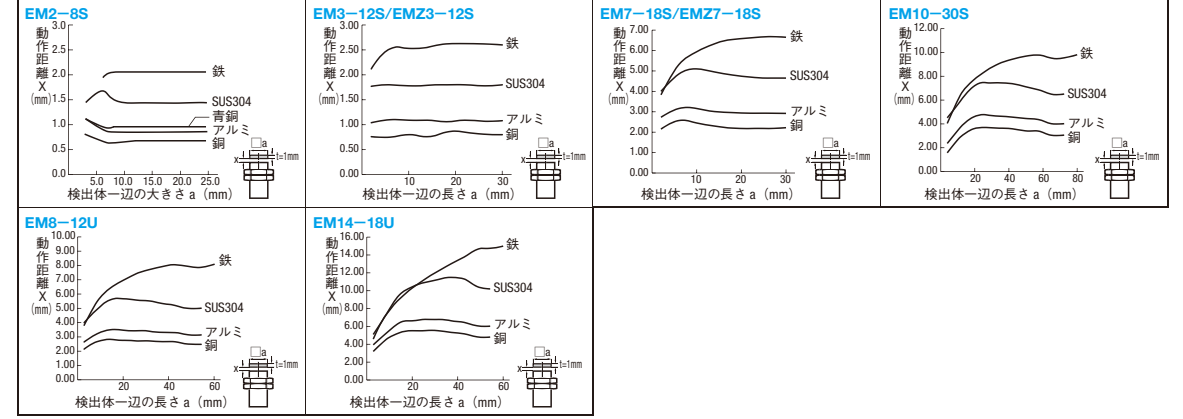 EM2−8S
動作距離X
(mm)
3.0
2.5
2.0
1.5
1.0
0.5
0.0
鉄
SUS304
青銅
アルミ
銅
□a
x
t=1mm
5.0 10.0 15.0 20.0 25.0
検出体一辺の大きさa（mm)
EM3−12S/EMZ3−12S
動作距離X
(mm)
3.0
2.50
2.00
1.50
1.00
0.50
0.00
鉄
SUS304
アルミ
銅
□a
x
t=1mm
10 20 30
検出体一辺の長さa（mm)
EM7−18S/EMZ7−18S
動作距離X
(mm)
7.00
6.00
5.00
4.00
3.00
2.00
1.00
0.00
鉄
SUS304
アルミ
銅
□a
x
t=1mm
10 20 30
検出体一辺の長さa（mm)
EM10−30S
動作距離X
(mm)
12.00
10.00
8.00
6.00
4.00
2.00
0.00
鉄
SUS304
アルミ
銅
□a
x
t=1mm
20 40 60 80
検出体一辺の長さa（mm)
EM8−12U
動作距離X
(mm)
10.00
9.00
8.00
7.00
6.00
5.00
4.00
3.00
2.00
1.00
0.00
鉄
SUS304
アルミ
銅
□a
x
t=1mm
20 40 60
検出体一辺の長さa（mm)
EM14−18U
動作距離X
(mm)
16.00
14.00
12.00
10.00
8.00
6.00
4.00
2.00
0.00
鉄
SUS304
アルミ
銅
□a
x
t=1mm
20 40 60
検出体一辺の長さa（mm)